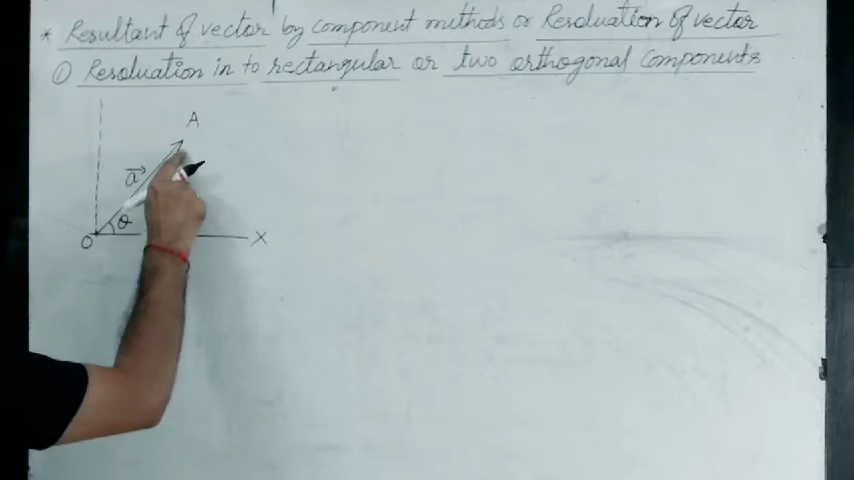 * Resultant of vector by component methods or Resoluation of vector
① Resoluation in to rectangular or two orthogonal components
A
a→
θ
O
X